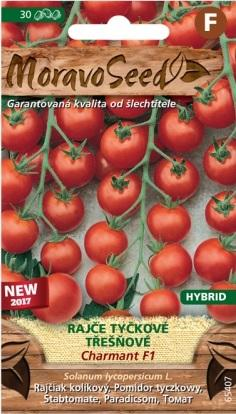 30
F
MoravoSeed
Garantovaná kvalita od šlechtitele
NEW
2017
HYBRID
RAJČE TYČKOVÉ
TŘEŠŇOVÉ
Charmant F1
Solanum lycopersicum L.
Rajčiak kolíkový, Pomidor tyczkowy,
Stabtomate, Paradicsom, Томат
65407